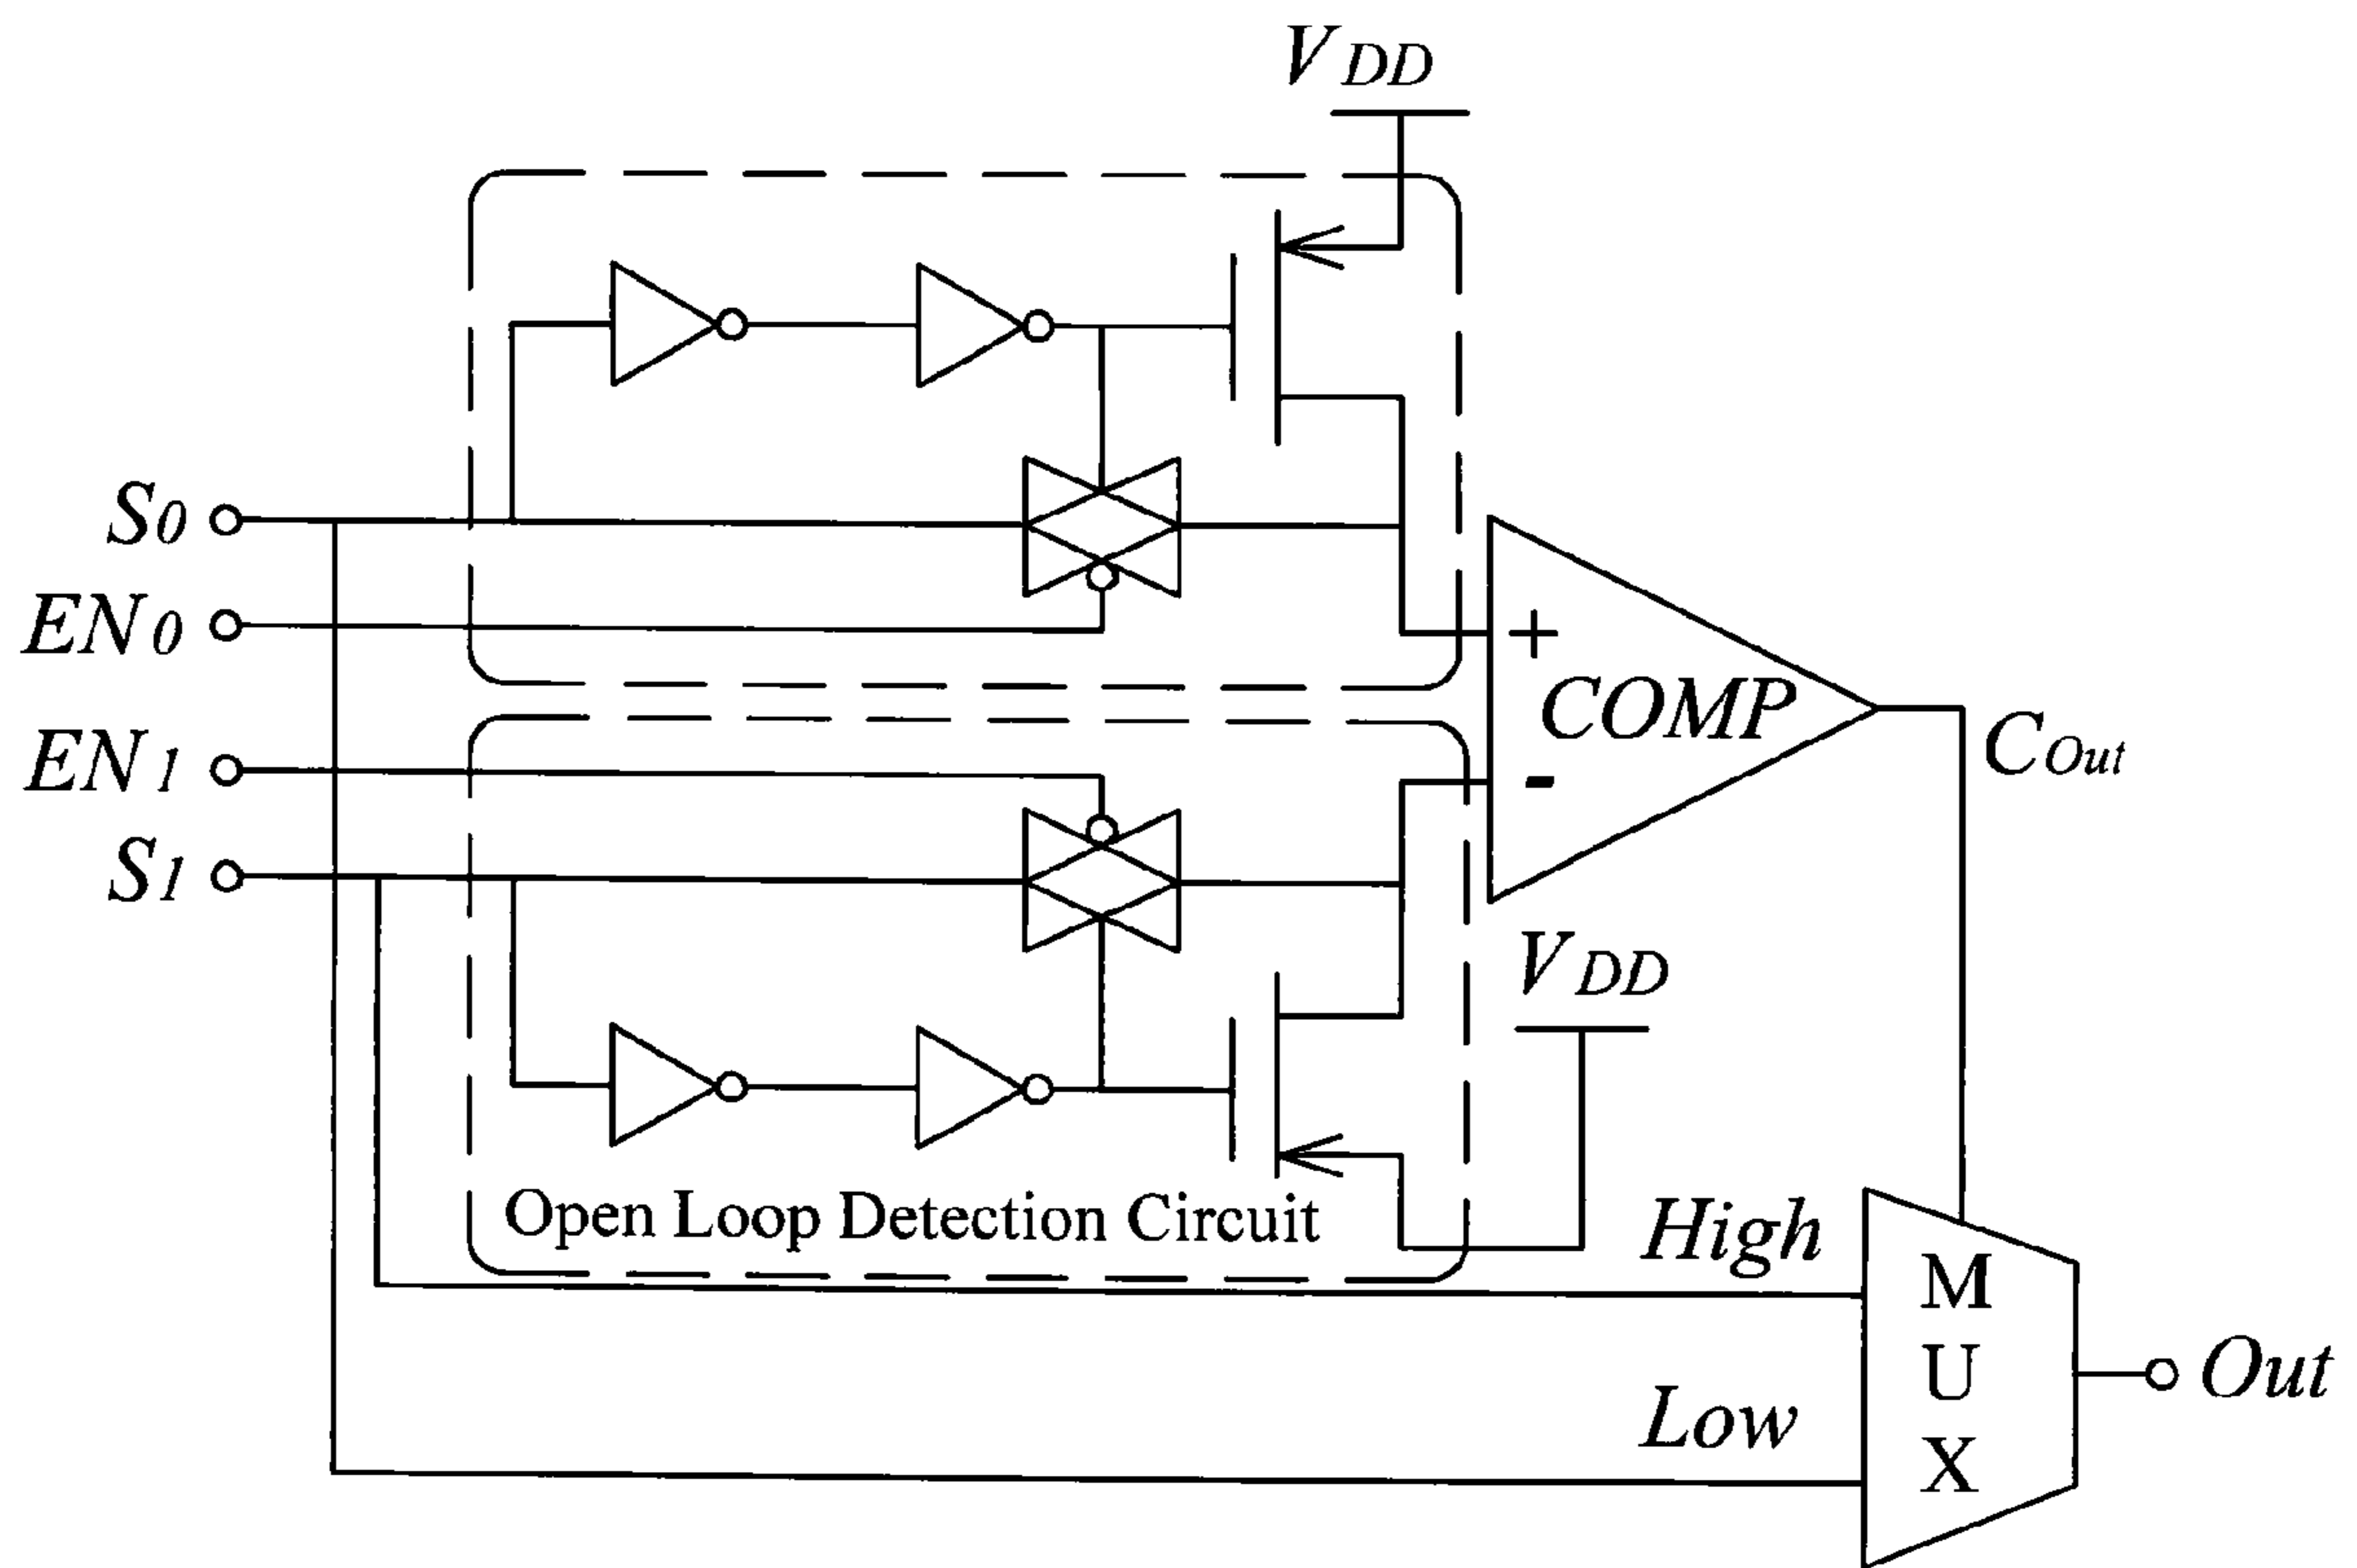 VDD
S0
EN0
EN1
S1
+
COMP
-
COut
VDD
Open Loop Detection Circuit
High
Low
M
U
X
Out